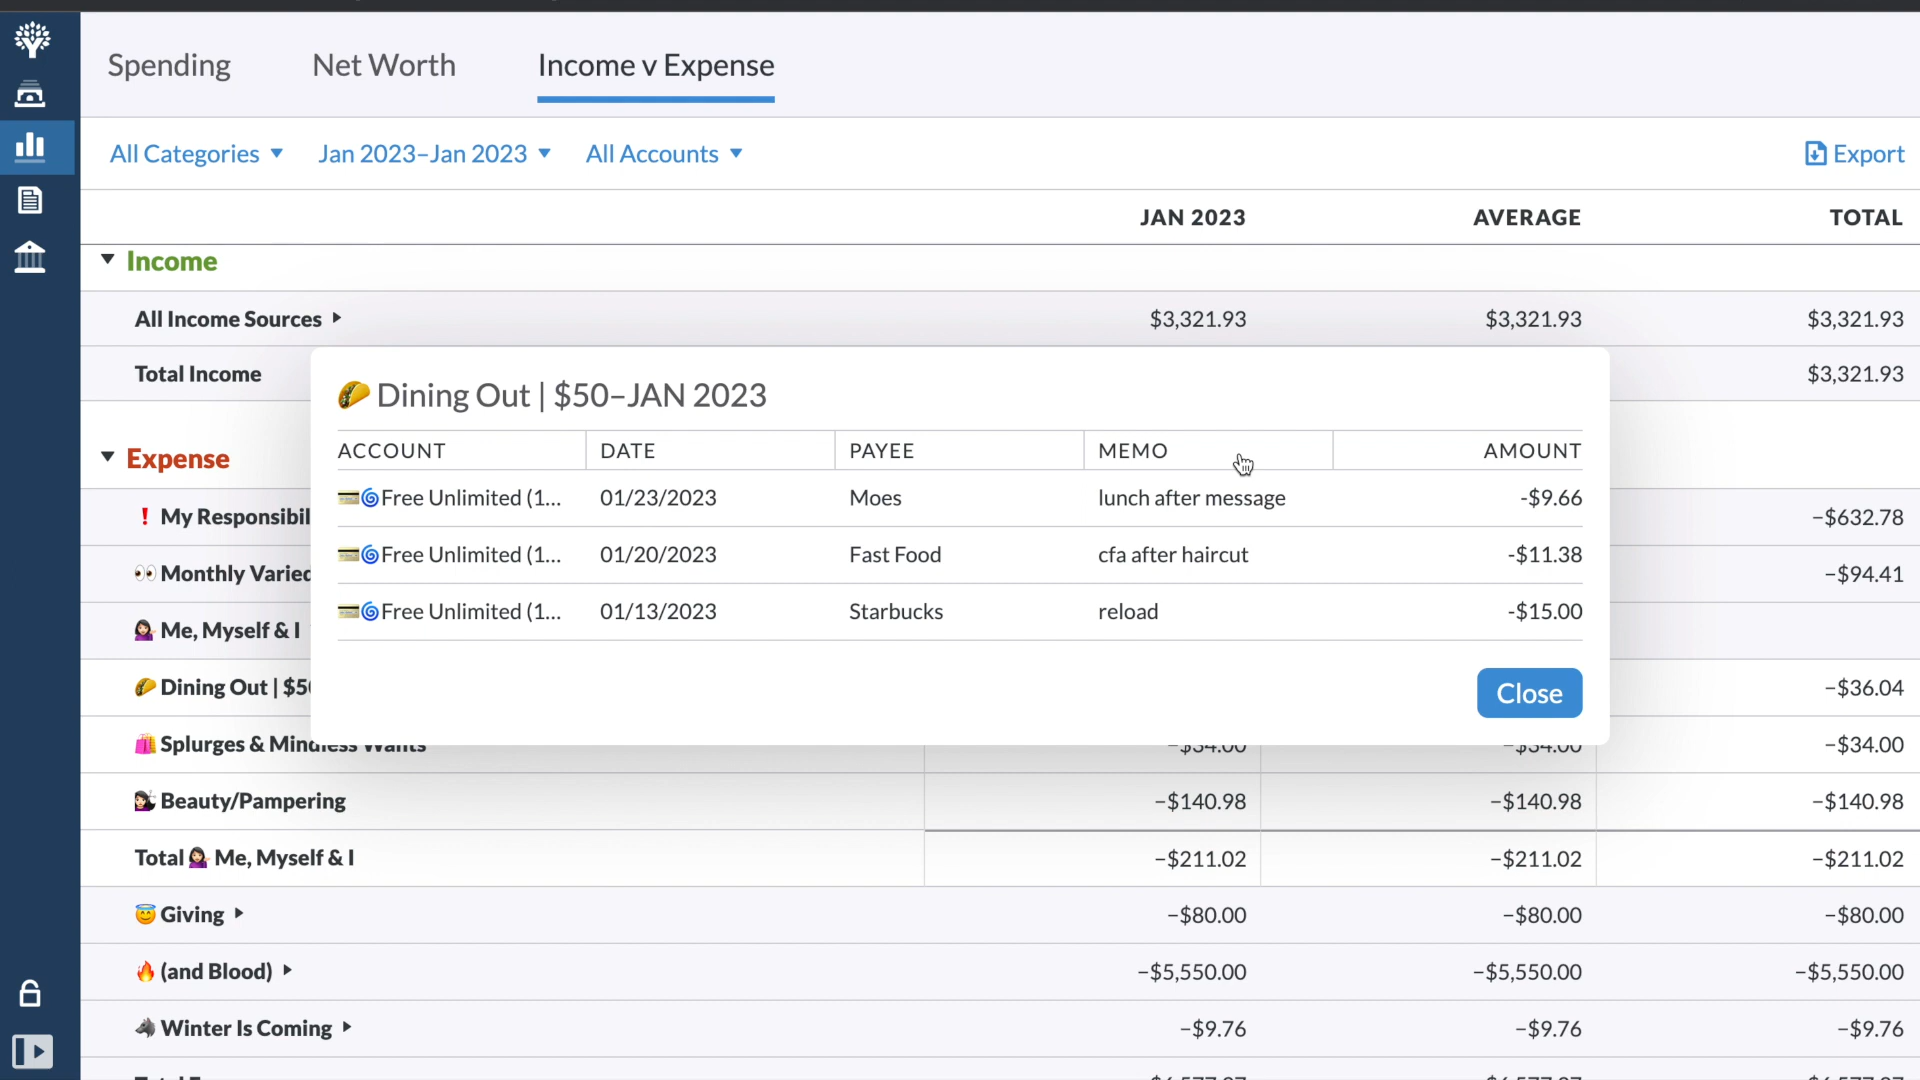 Spending Net Worth Income v Expense
All Categories Jan 2023–Jan 2023 All Accounts Export
JAN 2023 AVERAGE TOTAL
Income
All Income Sources $3,321.93 $3,321.93 $3,321.93
Total Income $3,321.93
🌮 Dining Out | $50–JAN 2023
ACCOUNT DATE PAYEE MEMO AMOUNT
💳🌀Free Unlimited (1... 01/23/2023 Moes lunch after message -$9.66
💳🌀Free Unlimited (1... 01/20/2023 Fast Food cfa after haircut -$11.38
💳🌀Free Unlimited (1... 01/13/2023 Starbucks reload -$15.00
Close
Expense
❗ My Responsibil −$632.78
👀 Monthly Varied −$94.41
💁🏻‍♀️ Me, Myself & I
🌮 Dining Out | $50 −$36.04
🛍️ Splurges & Mindless Wants −$34.00 −$34.00 −$34.00
💇🏻‍♀️ Beauty/Pampering −$140.98 −$140.98 −$140.98
Total 💁🏻‍♀️ Me, Myself & I −$211.02 −$211.02 −$211.02
😇 Giving −$80.00 −$80.00 −$80.00
🔥 (and Blood) −$5,550.00 −$5,550.00 −$5,550.00
🐺 Winter Is Coming −$9.76 −$9.76 −$9.76